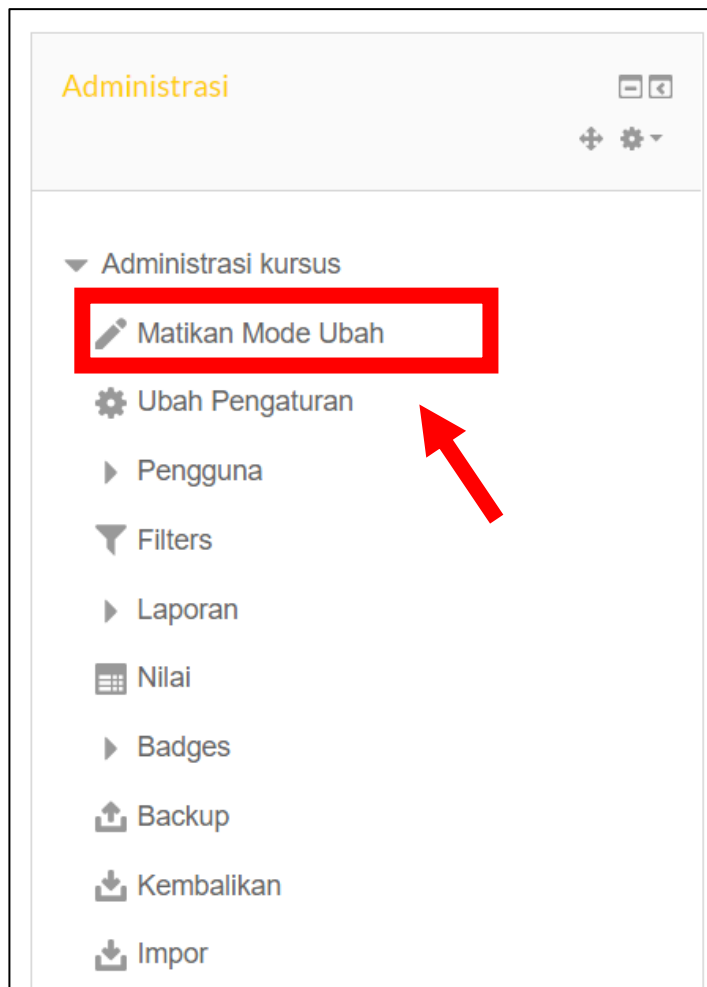 Administrasi
Administrasi kursus
Matikan Mode Ubah
Ubah Pengaturan
Pengguna
Filters
Laporan
Nilai
Badges
Backup
Kembalikan
Impor